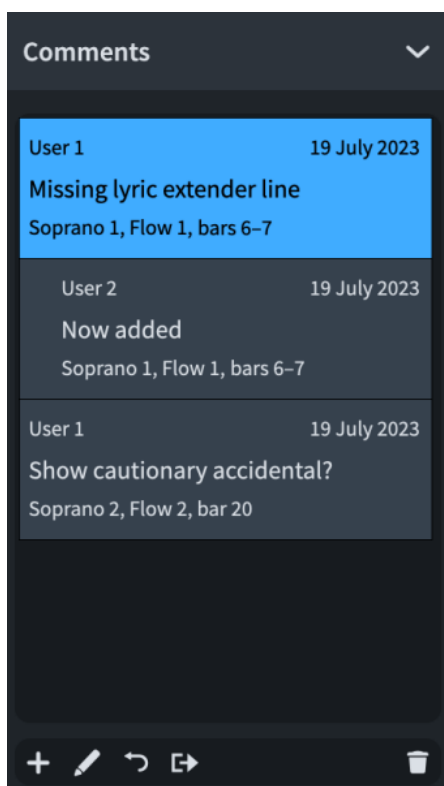 Comments
User 1 19 July 2023
Missing lyric extender line
Soprano 1, Flow 1, bars 6–7
User 2 19 July 2023
Now added
Soprano 1, Flow 1, bars 6–7
User 1 19 July 2023
Show cautionary accidental?
Soprano 2, Flow 2, bar 20